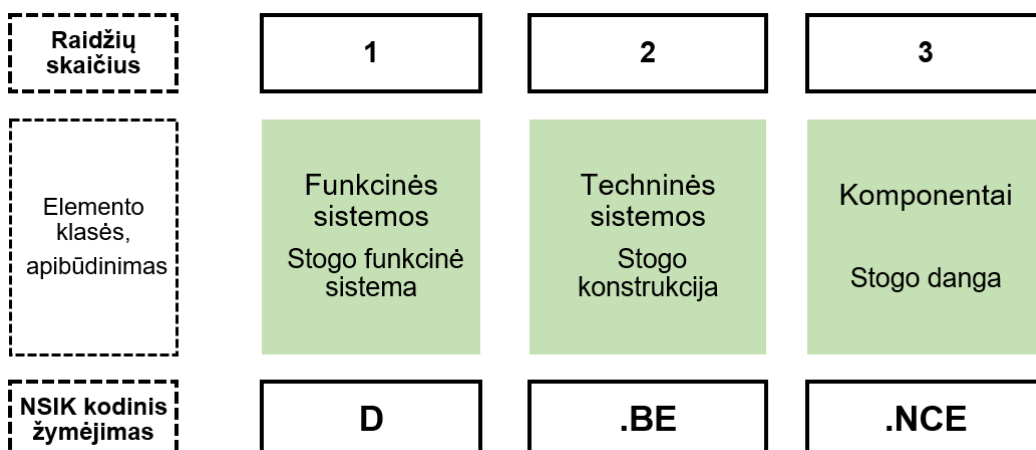 Raidžių
skaičius
1
2
3
Elemento
klasės,
apibūdinimas
Funkcinės
sistemos
Stogo funkcinė
sistema
Techninės
sistemos
Stogo
konstrukcija
Komponentai
Stogo danga
NSIK kodinis
žymėjimas
D
.BE
.NCE